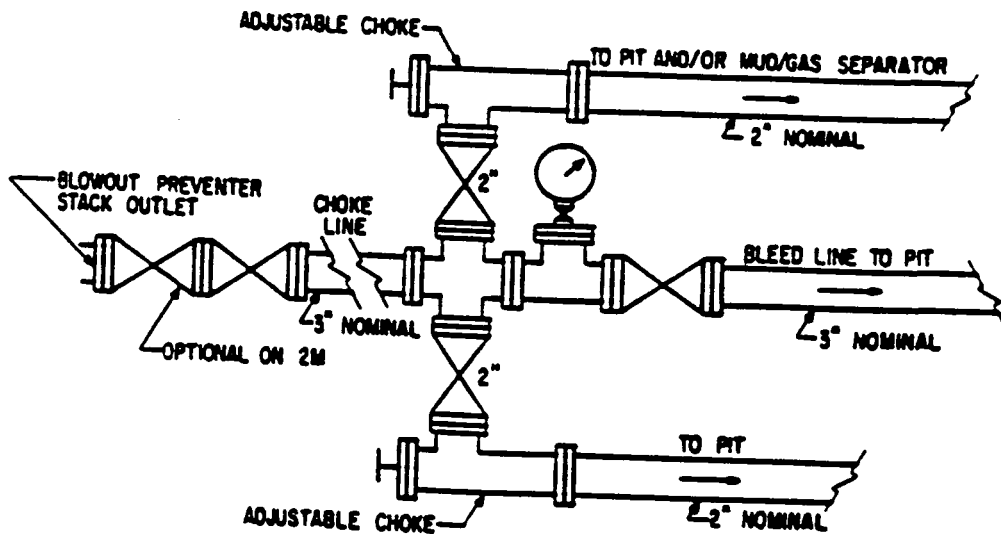 ADJUSTABLE CHOKE
TO PIT AND/OR MUD/GAS SEPARATOR
2" NOMINAL
2"
BLOWOUT PREVENTER
STACK OUTLET
CHOKE
LINE
BLEED LINE TO PIT
3" NOMINAL
3" NOMINAL
OPTIONAL ON 2M
2"
TO PIT
ADJUSTABLE CHOKE
2" NOMINAL